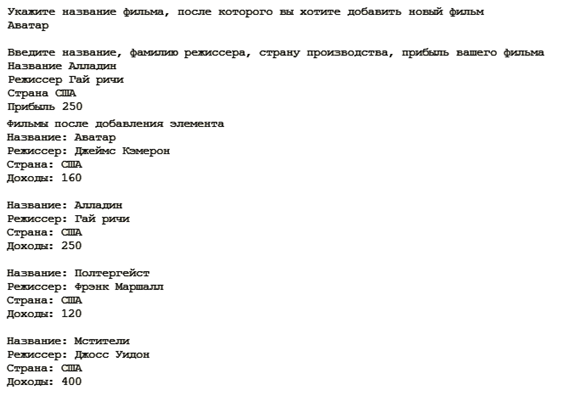 Укажите название фильма, после которого вы хотите добавить новый фильм
Аватар
Введите название, фамилию режиссера, страну производства, прибыль вашего фильма
Название Алладин
Режиссер Гай ричи
Страна США
Прибыль 250
Фильмы после добавления элемента
Название: Аватар
Режиссер: Джеймс Кэмерон
Страна: США
Доходы: 160
Название: Алладин
Режиссер: Гай ричи
Страна: США
Доходы: 250
Название: Полтергейст
Режиссер: Фрэнк Маршалл
Страна: США
Доходы: 120
Название: Мстители
Режиссер: Джосс Уидон
Страна: США
Доходы: 400